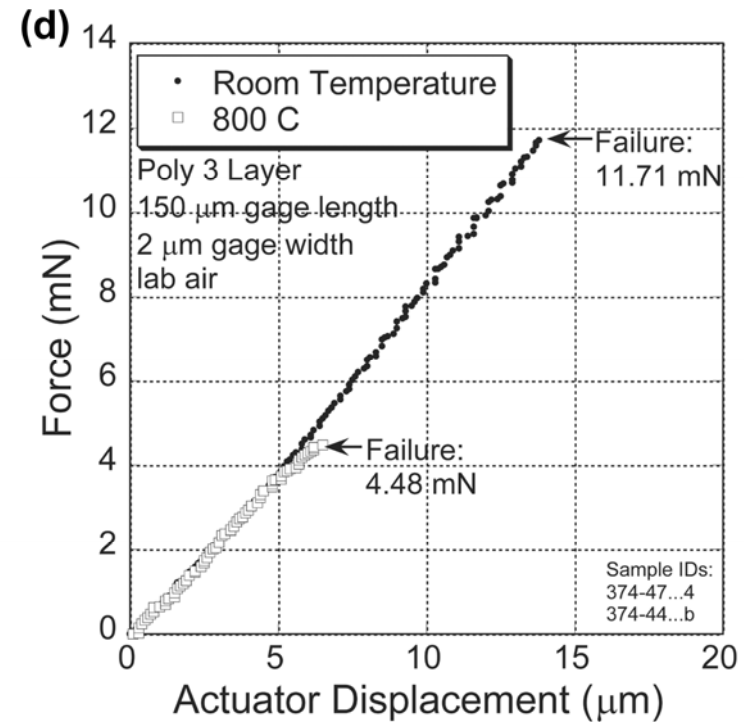 (d)
14
12
10
8
6
4
2
0
Force (mN)
Room Temperature
800 C
Poly 3 Layer
150 μm gage length
2 μm gage width
lab air
Failure:
11.71 mN
Failure:
4.48 mN
Sample IDs:
374-47...4
374-44...b
0 5 10 15 20
Actuator Displacement (μm)